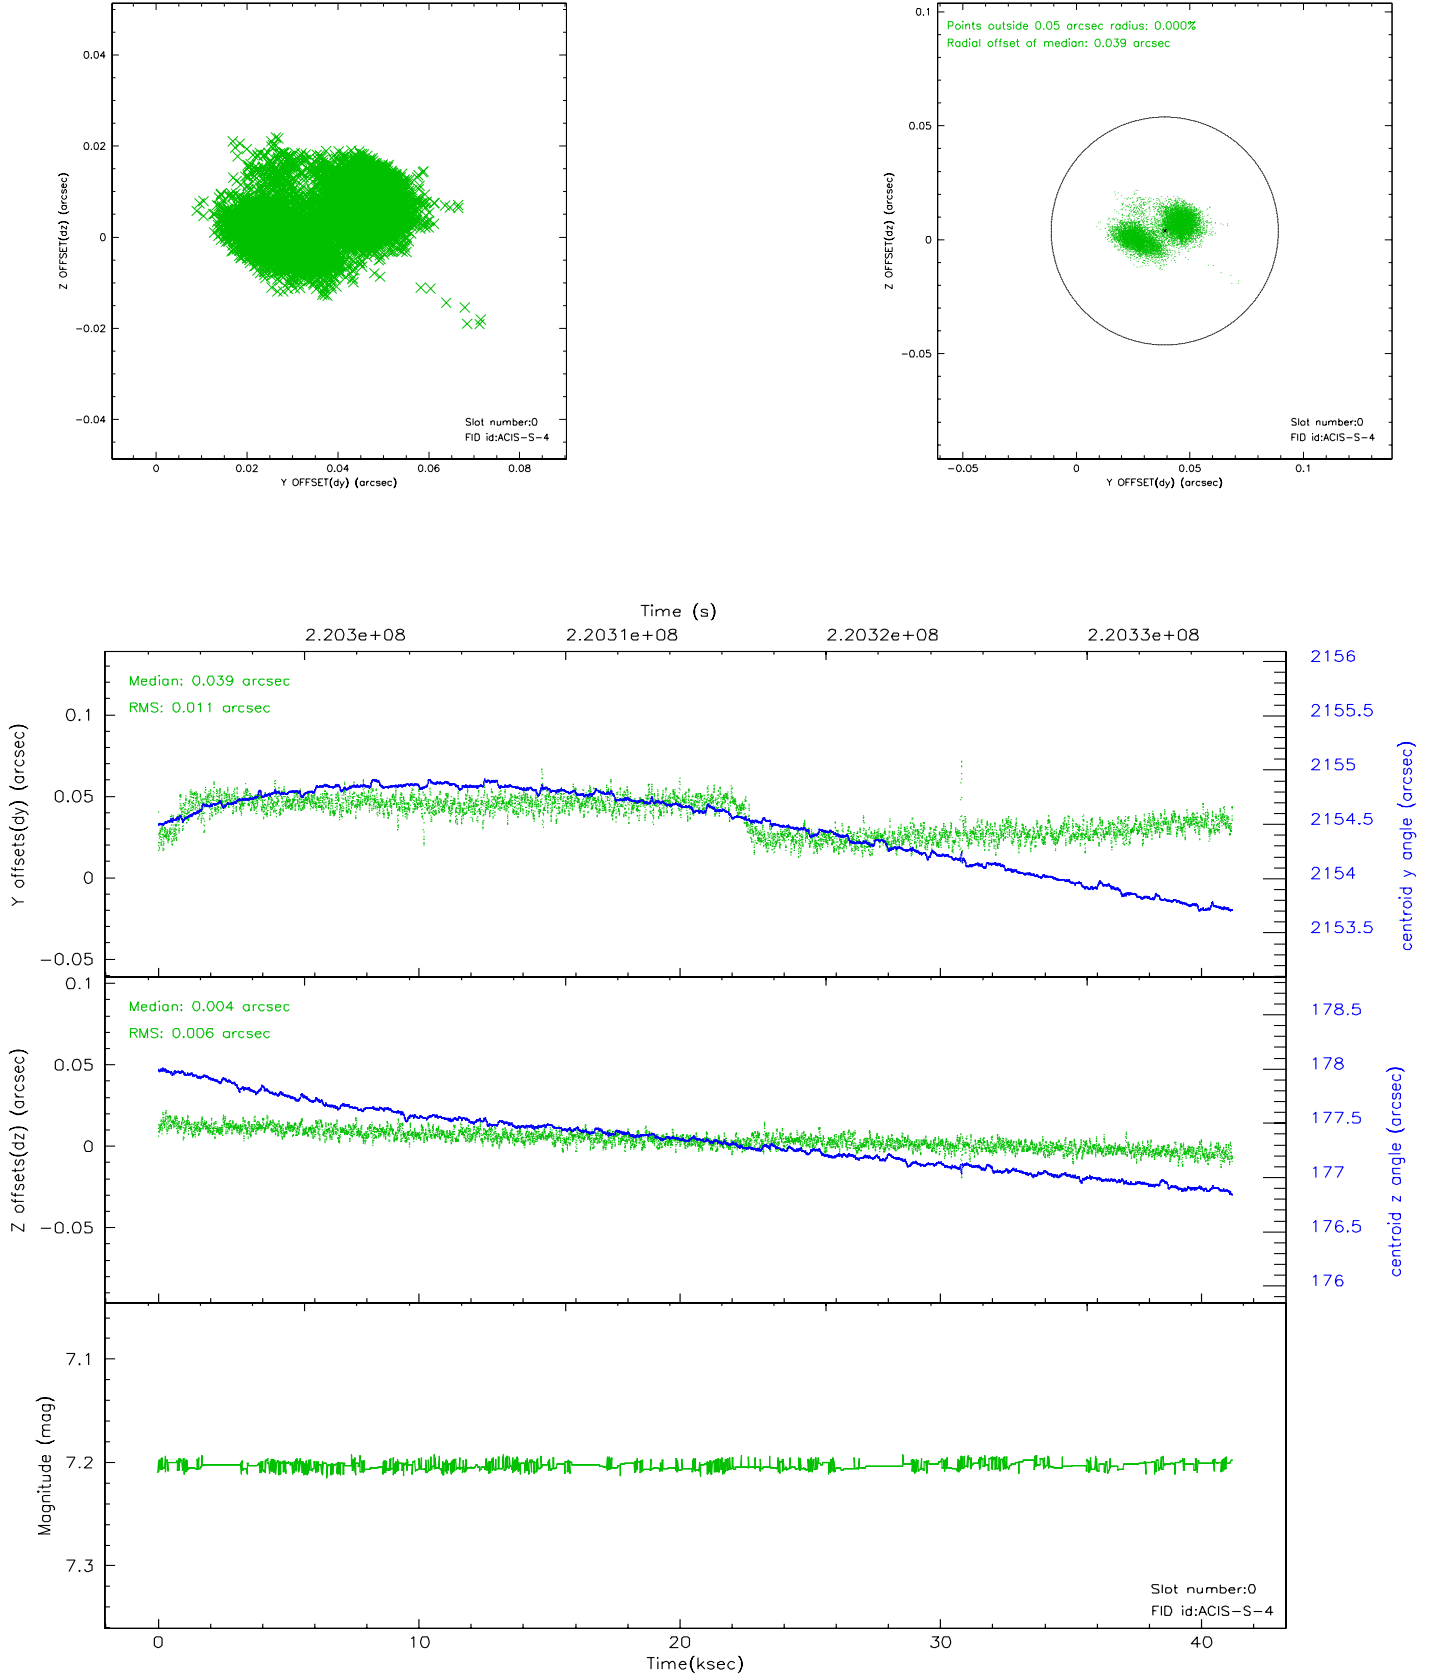 0.04
0.02
0
−0.02
−0.04
Z OFFSET(dz) (arcsec)
Slot number:0
FID id:ACIS−S−4
0 0.02 0.04 0.06 0.08
Y OFFSET(dy) (arcsec)
Points outside 0.05 arcsec radius: 0.000%
Radial offset of median: 0.039 arcsec
0.1
0.05
0
−0.05
Z OFFSET(dz) (arcsec)
Slot number:0
FID id:ACIS−S−4
−0.05 0 0.05 0.1
Y OFFSET(dy) (arcsec)
Time (s)
2.203e+08 2.2031e+08 2.2032e+08 2.2033e+08
Median: 0.039 arcsec
RMS: 0.011 arcsec
0.1
0.05
0
−0.05
Y offsets(dy) (arcsec)
2156
2155.5
2155
2154.5
2154
2153.5
centroid y angle (arcsec)
Median: 0.004 arcsec
RMS: 0.006 arcsec
0.1
0.05
0
−0.05
Z offsets(dz) (arcsec)
178.5
178
177.5
177
176.5
176
centroid z angle (arcsec)
7.1
7.2
7.3
Magnitude (mag)
Slot number:0
FID id:ACIS−S−4
0 10 20 30 40
Time(ksec)